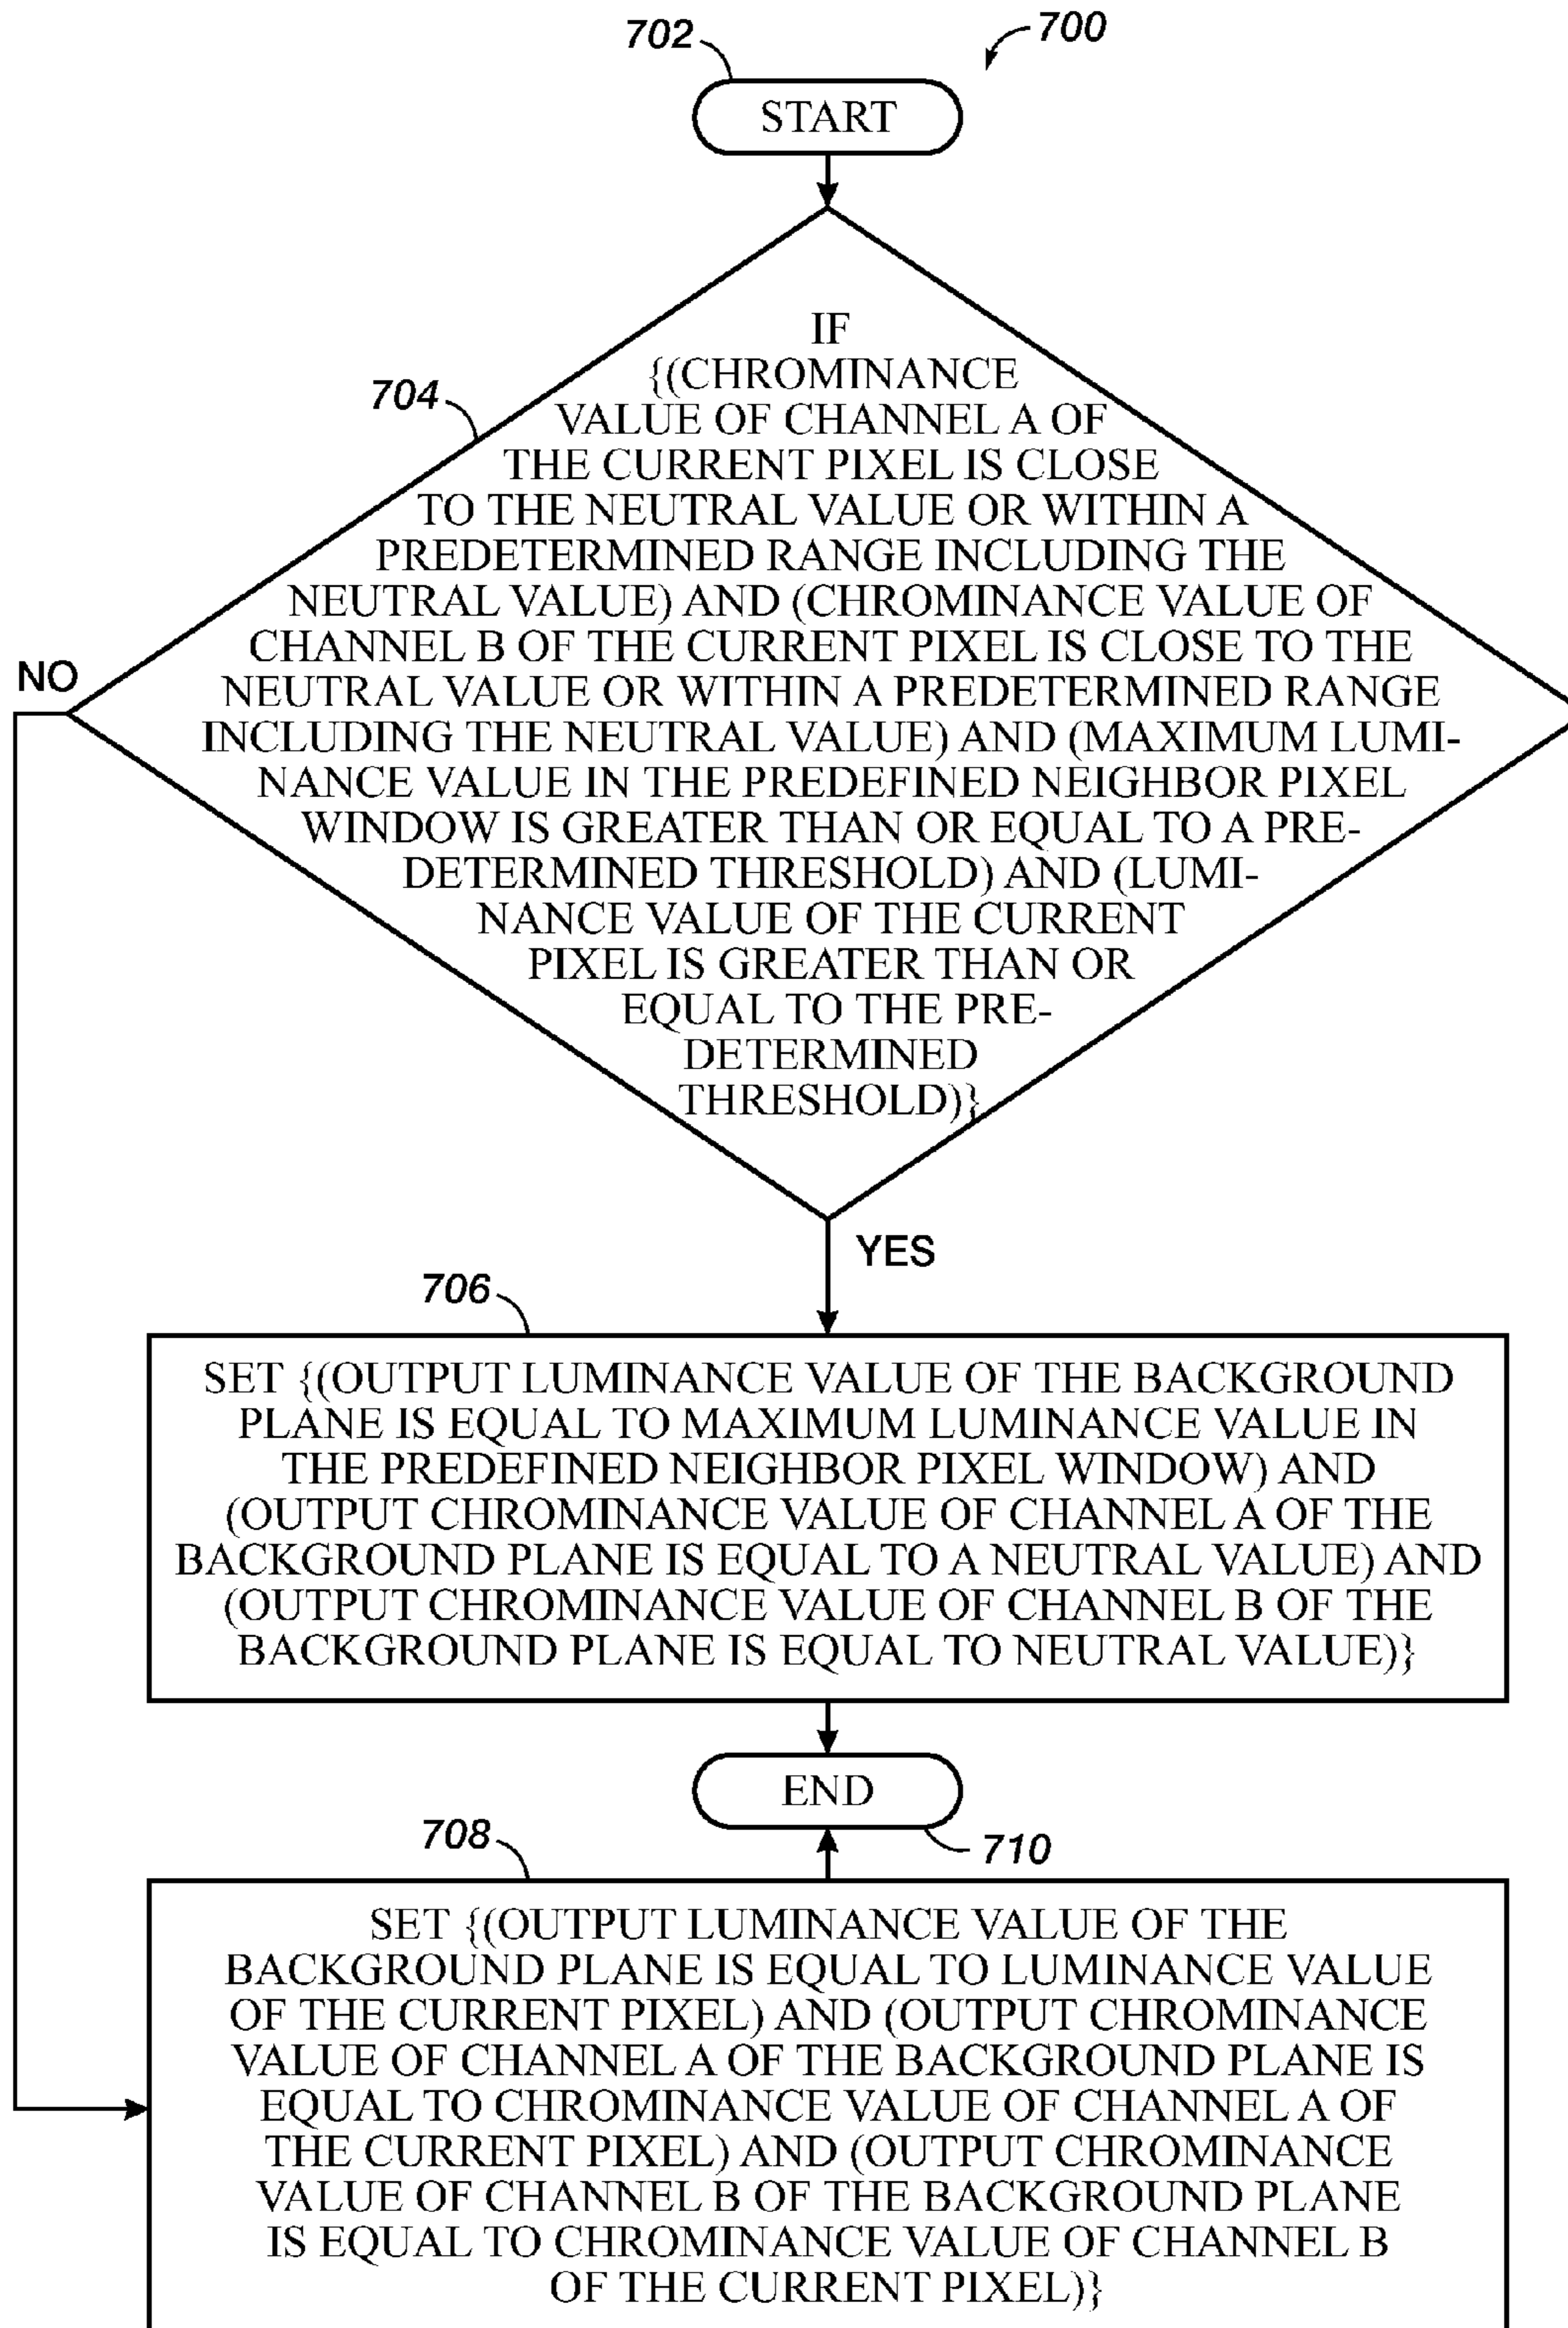 702
700
START
704
IF
{(CHROMINANCE
VALUE OF CHANNEL A OF
THE CURRENT PIXEL IS CLOSE
TO THE NEUTRAL VALUE OR WITHIN A
PREDETERMINED RANGE INCLUDING THE
NEUTRAL VALUE) AND (CHROMINANCE VALUE OF
CHANNEL B OF THE CURRENT PIXEL IS CLOSE TO THE
NEUTRAL VALUE OR WITHIN A PREDETERMINED RANGE
INCLUDING THE NEUTRAL VALUE) AND (MAXIMUM LUMI-
NANCE VALUE IN THE PREDEFINED NEIGHBOR PIXEL
WINDOW IS GREATER THAN OR EQUAL TO A PRE-
DETERMINED THRESHOLD) AND (LUMI-
NANCE VALUE OF THE CURRENT
PIXEL IS GREATER THAN OR
EQUAL TO THE PRE-
DETERMINED
THRESHOLD)}
NO
YES
706
SET {(OUTPUT LUMINANCE VALUE OF THE BACKGROUND
PLANE IS EQUAL TO MAXIMUM LUMINANCE VALUE IN
THE PREDEFINED NEIGHBOR PIXEL WINDOW) AND
(OUTPUT CHROMINANCE VALUE OF CHANNEL A OF THE
BACKGROUND PLANE IS EQUAL TO A NEUTRAL VALUE) AND
(OUTPUT CHROMINANCE VALUE OF CHANNEL B OF THE
BACKGROUND PLANE IS EQUAL TO NEUTRAL VALUE)}
END
710
708
SET {(OUTPUT LUMINANCE VALUE OF THE
BACKGROUND PLANE IS EQUAL TO LUMINANCE VALUE
OF THE CURRENT PIXEL) AND (OUTPUT CHROMINANCE
VALUE OF CHANNEL A OF THE BACKGROUND PLANE IS
EQUAL TO CHROMINANCE VALUE OF CHANNEL A OF
THE CURRENT PIXEL) AND (OUTPUT CHROMINANCE
VALUE OF CHANNEL B OF THE BACKGROUND PLANE
IS EQUAL TO CHROMINANCE VALUE OF CHANNEL B
OF THE CURRENT PIXEL)}